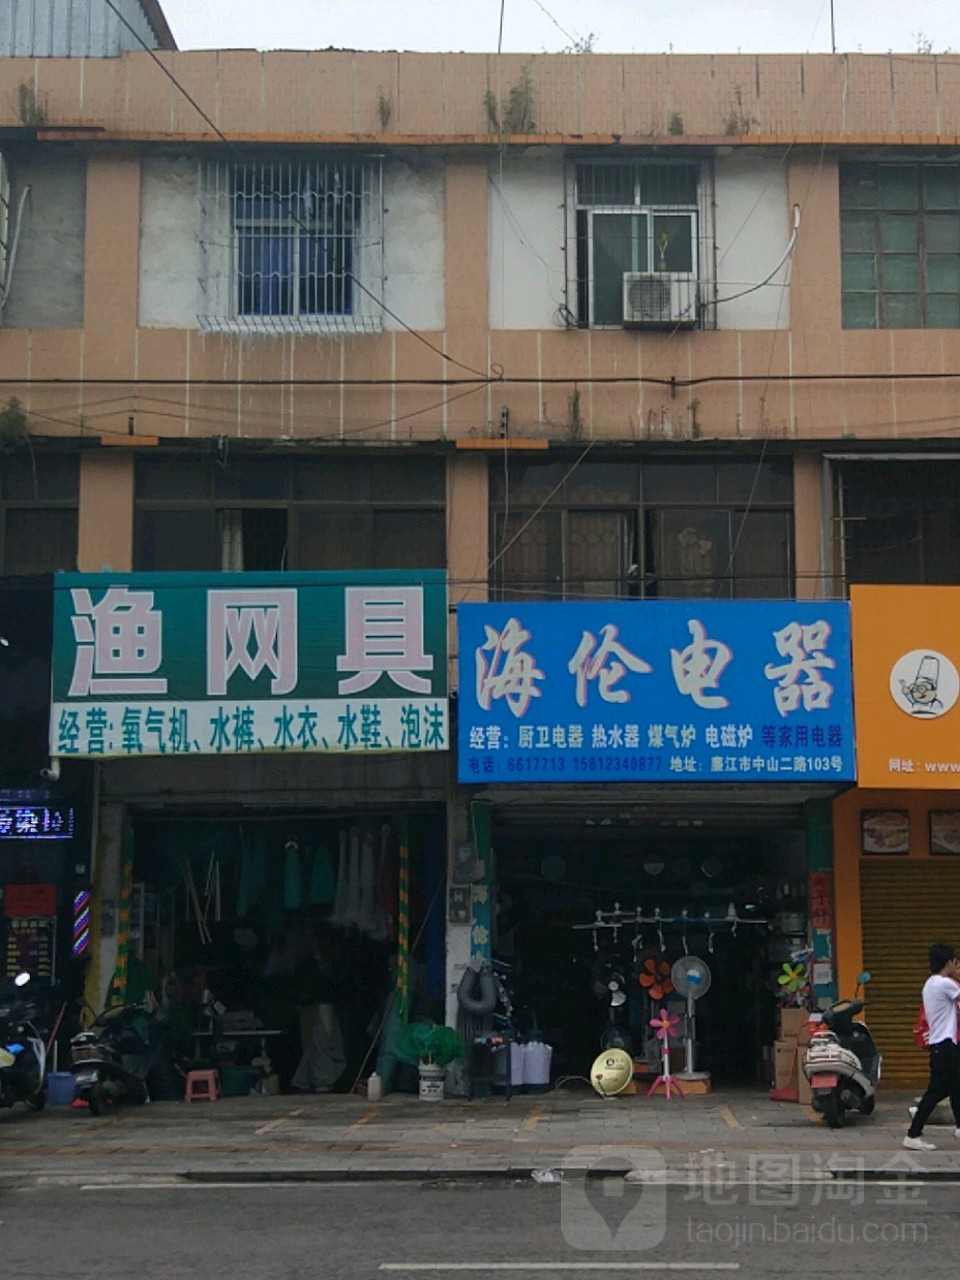 渔网具
经营:氧气机、水裤、水衣、水鞋、泡沫
海伦电器
经营: 厨卫电器 热水器 煤气炉 电磁炉 等家用电器
电话: 6617713 15812340877 地址: 廉江市中山二路103号
网址: www.
海伦
地图淘金
taojin.baidu.com